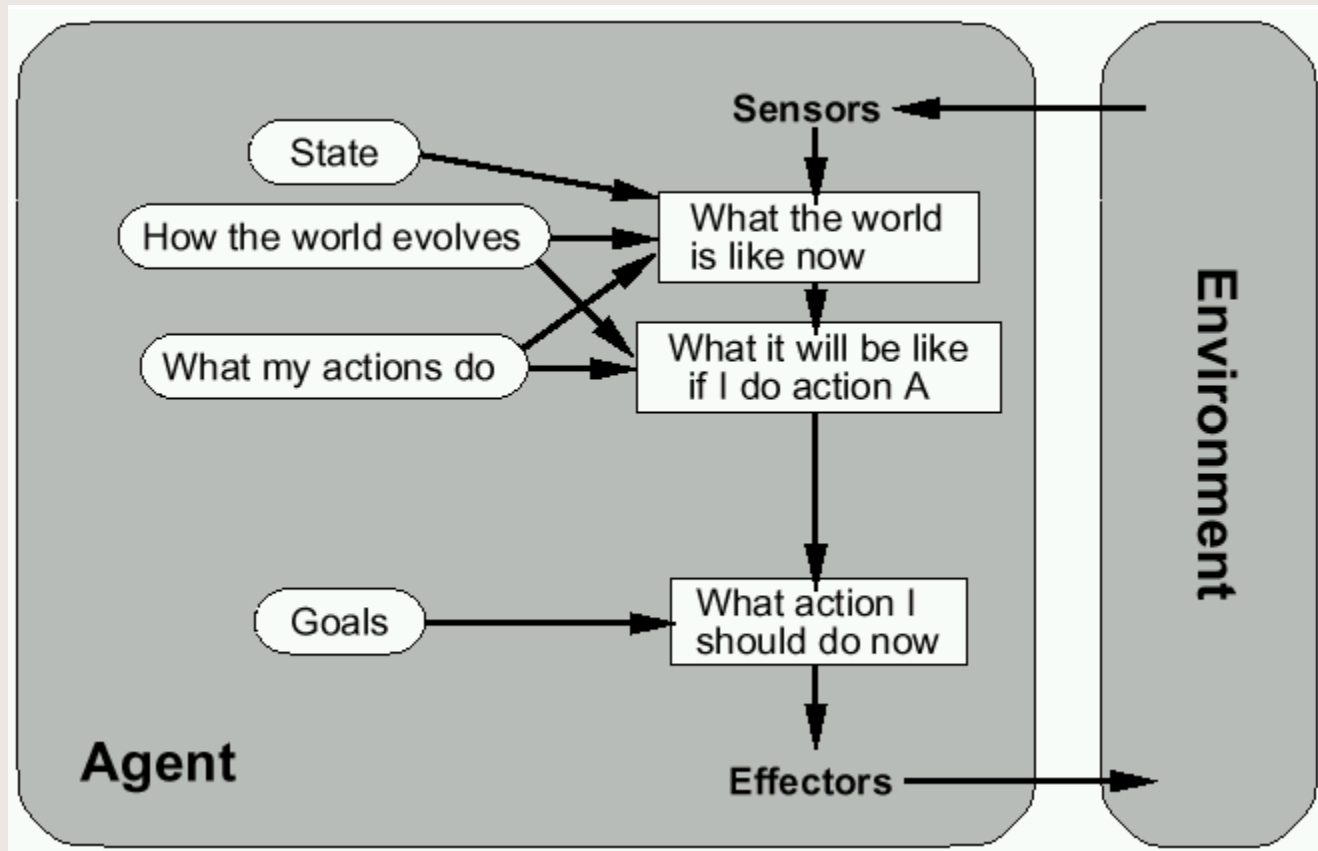 Sensors
State
What the world
is like now
How the world evolves
What it will be like
if I do action A
What my actions do
Environment
Goals
What action I
should do now
Agent
Effectors